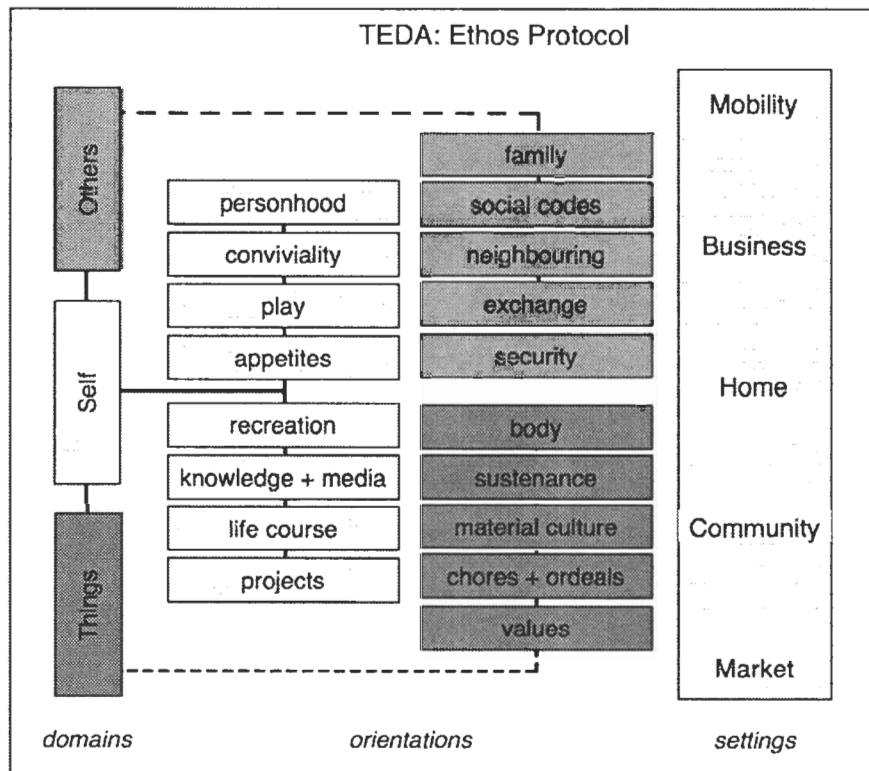 TEDA: Ethos Protocol
Others
Self
Things
personhood
conviviality
play
appetites
recreation
knowledge + media
life course
projects
family
social codes
neighbouring
exchange
security
body
sustenance
material culture
chores + ordeals
values
Mobility
Business
Home
Community
Market
domains
orientations
settings